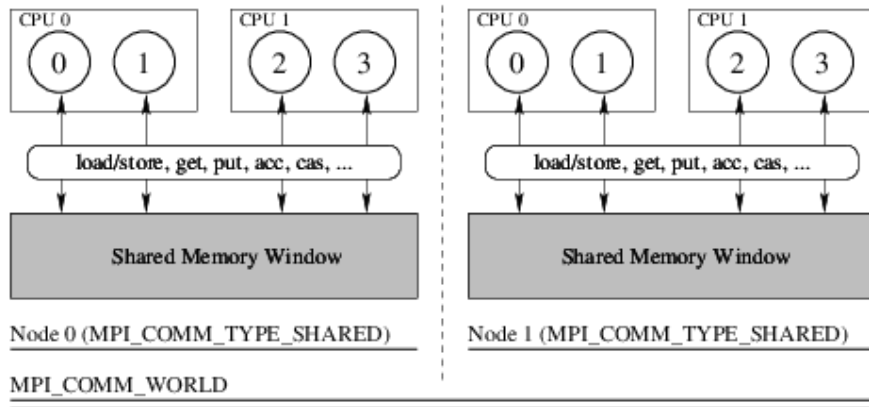 CPU 0
CPU 1
0
1
2
3
load/store, get, put, acc, cas, ...
Shared Memory Window
Node 0 (MPI_COMM_TYPE_SHARED)
CPU 0
CPU 1
0
1
2
3
load/store, get, put, acc, cas, ...
Shared Memory Window
Node 1 (MPI_COMM_TYPE_SHARED)
MPI_COMM_WORLD